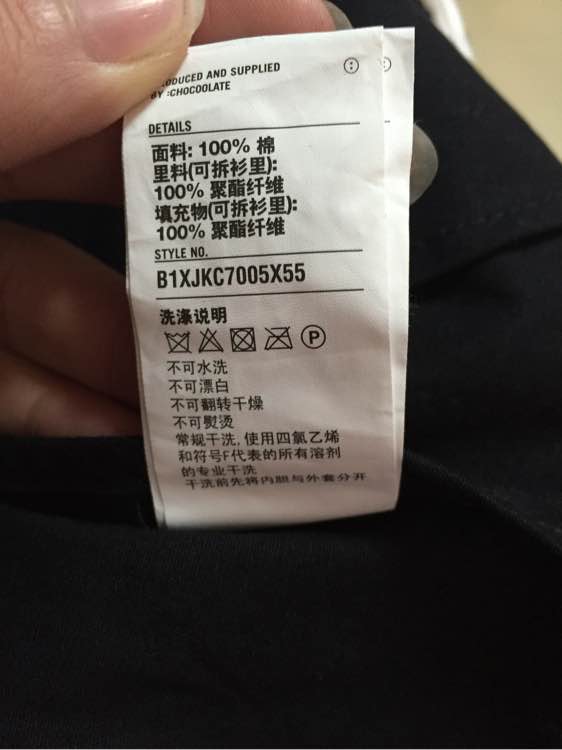 PRODUCED AND SUPPLIED
BY :CHOCOOLATE
DETAILS
面料: 100% 棉
里料(可拆衫里):
100% 聚酯纤维
填充物(可拆衫里):
100% 聚酯纤维
STYLE NO.
B1XJKC7005X55
洗涤说明
P
不可水洗
不可漂白
不可翻转干燥
不可熨烫
常规干洗,使用四氯乙烯
和符号F代表的所有溶剂
的专业干洗
干洗前先将内胆与外套分开